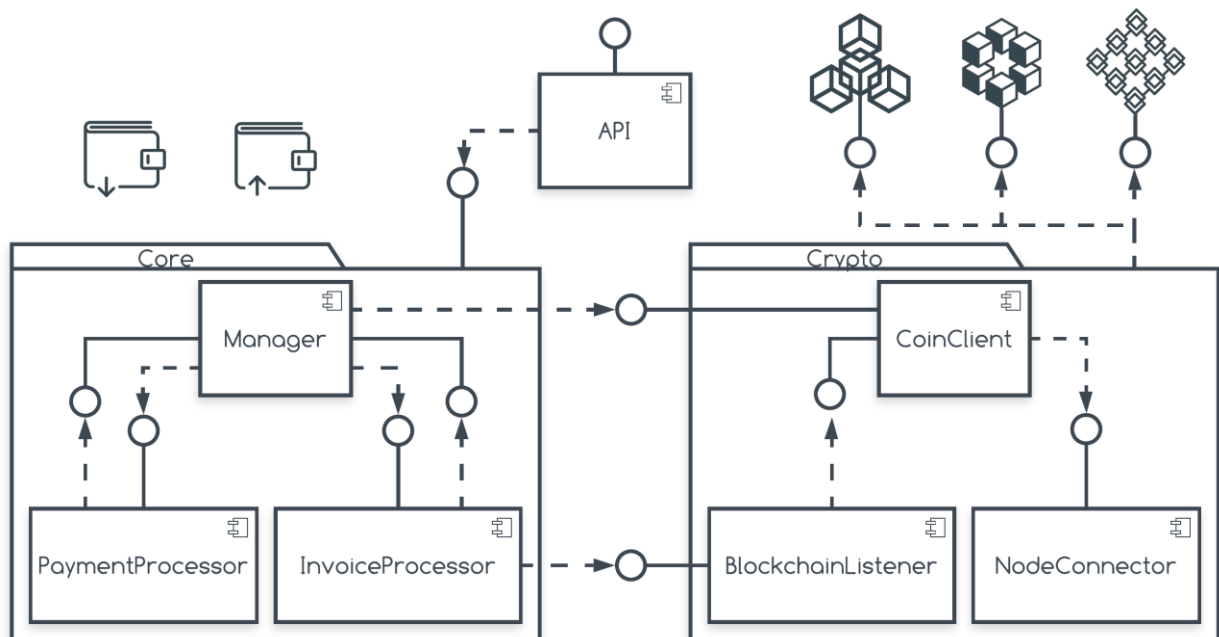 API
Core
Crypto
Manager
CoinClient
PaymentProcessor
InvoiceProcessor
BlockchainListener
NodeConnector